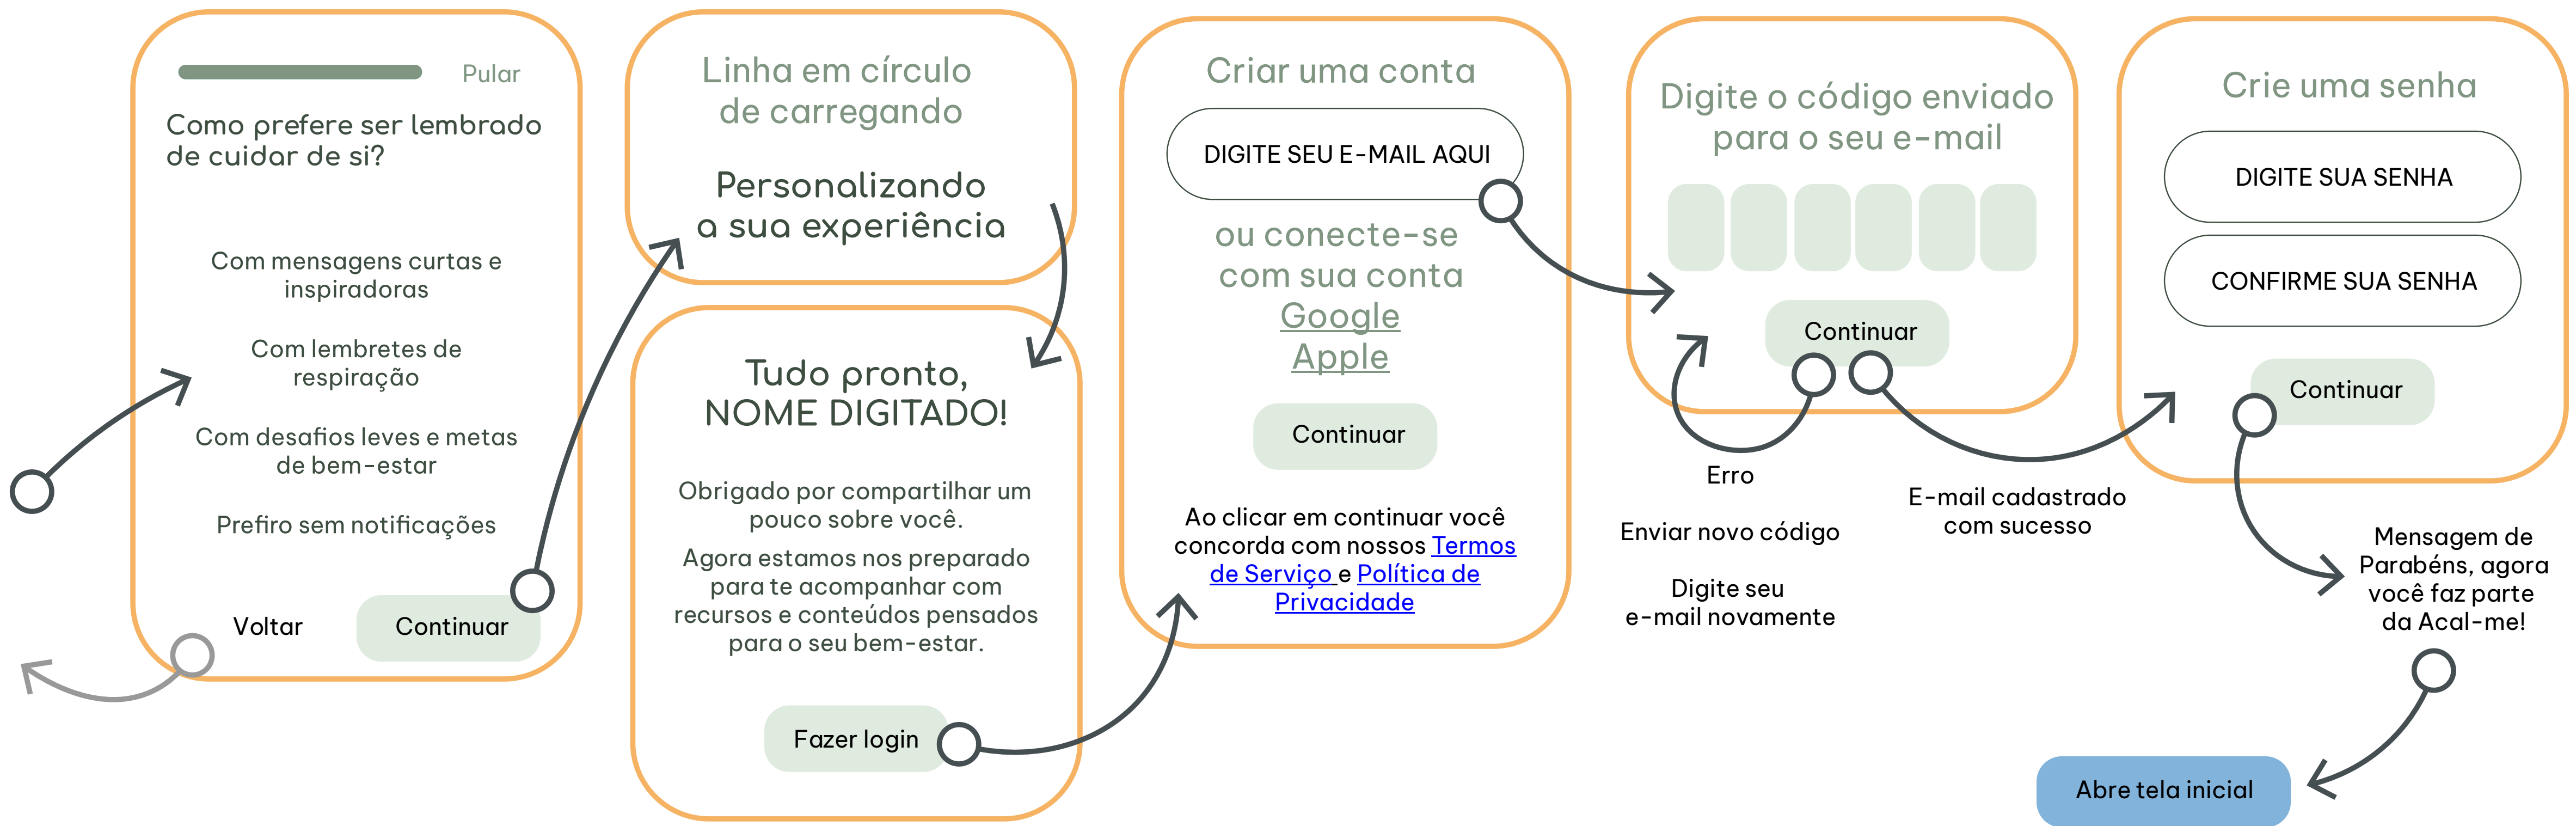 Pular
Como prefere ser lembrado
de cuidar de si?
Com mensagens curtas e
inspiradoras
Com lembretes de
respiração
Com desafios leves e metas
de bem-estar
Prefiro sem notificações
Voltar
Continuar
Linha em círculo
de carregando
Personalizando
a sua experiência
Tudo pronto,
NOME DIGITADO!
Obrigado por compartilhar um
pouco sobre você.
Agora estamos nos preparado
para te acompanhar com
recursos e conteúdos pensados
para o seu bem-estar.
Fazer login
Criar uma conta
DIGITE SEU E-MAIL AQUI
ou conecte-se
com sua conta
Google
Apple
Continuar
Ao clicar em continuar você
concorda com nossos Termos
de Serviço e Política de
Privacidade
Digite o código enviado
para o seu e-mail
Continuar
Erro
Enviar novo código
Digite seu
e-mail novamente
E-mail cadastrado
com sucesso
Crie uma senha
DIGITE SUA SENHA
CONFIRME SUA SENHA
Continuar
Mensagem de
Parabéns, agora
você faz parte
da Acal-me!
Abre tela inicial